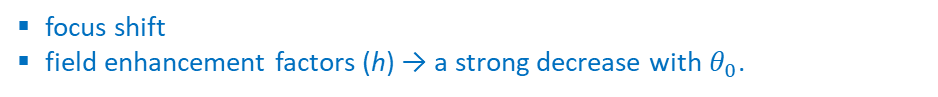 ▪ focus shift
▪ field enhancement factors (h) → a strong decrease with θ₀.